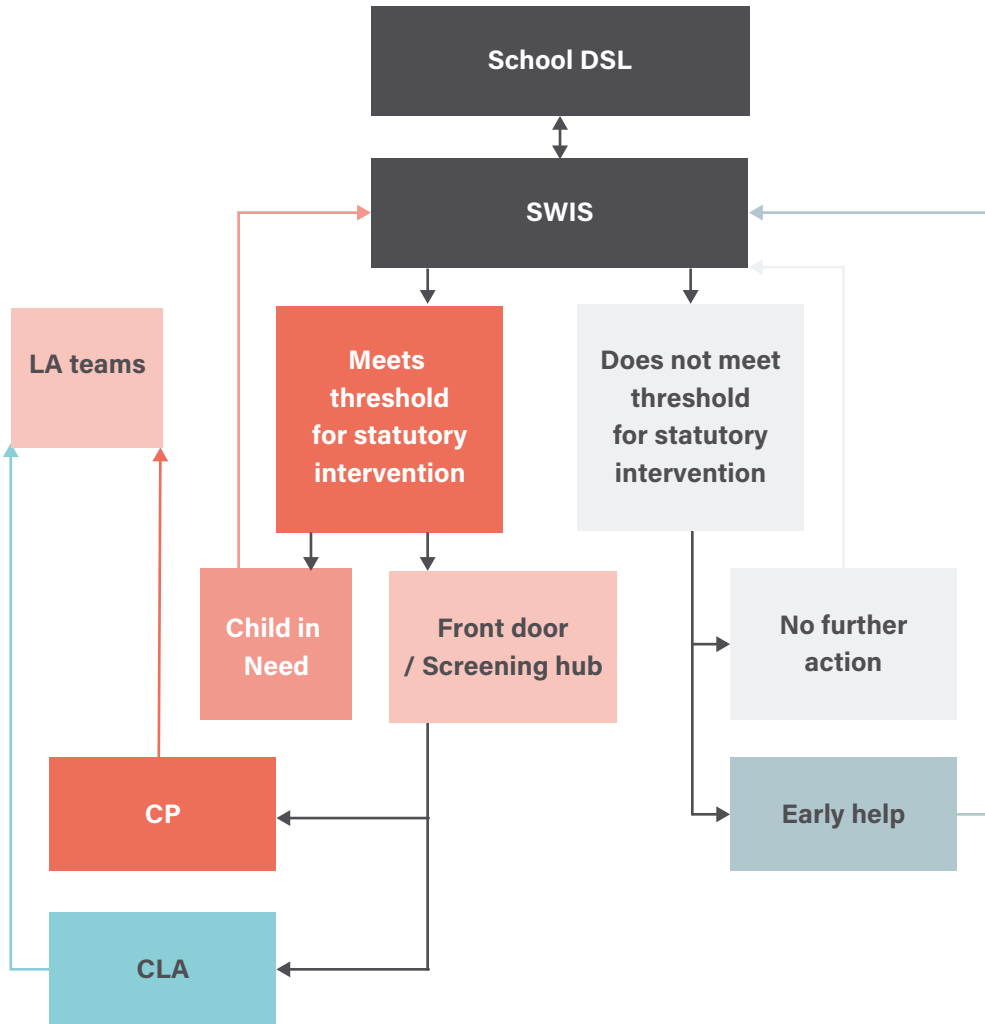 School DSL
SWIS
LA teams
Meets
threshold
for statutory
intervention
Does not meet
threshold
for statutory
intervention
Child in
Need
Front door
/ Screening hub
No further
action
CP
Early help
CLA